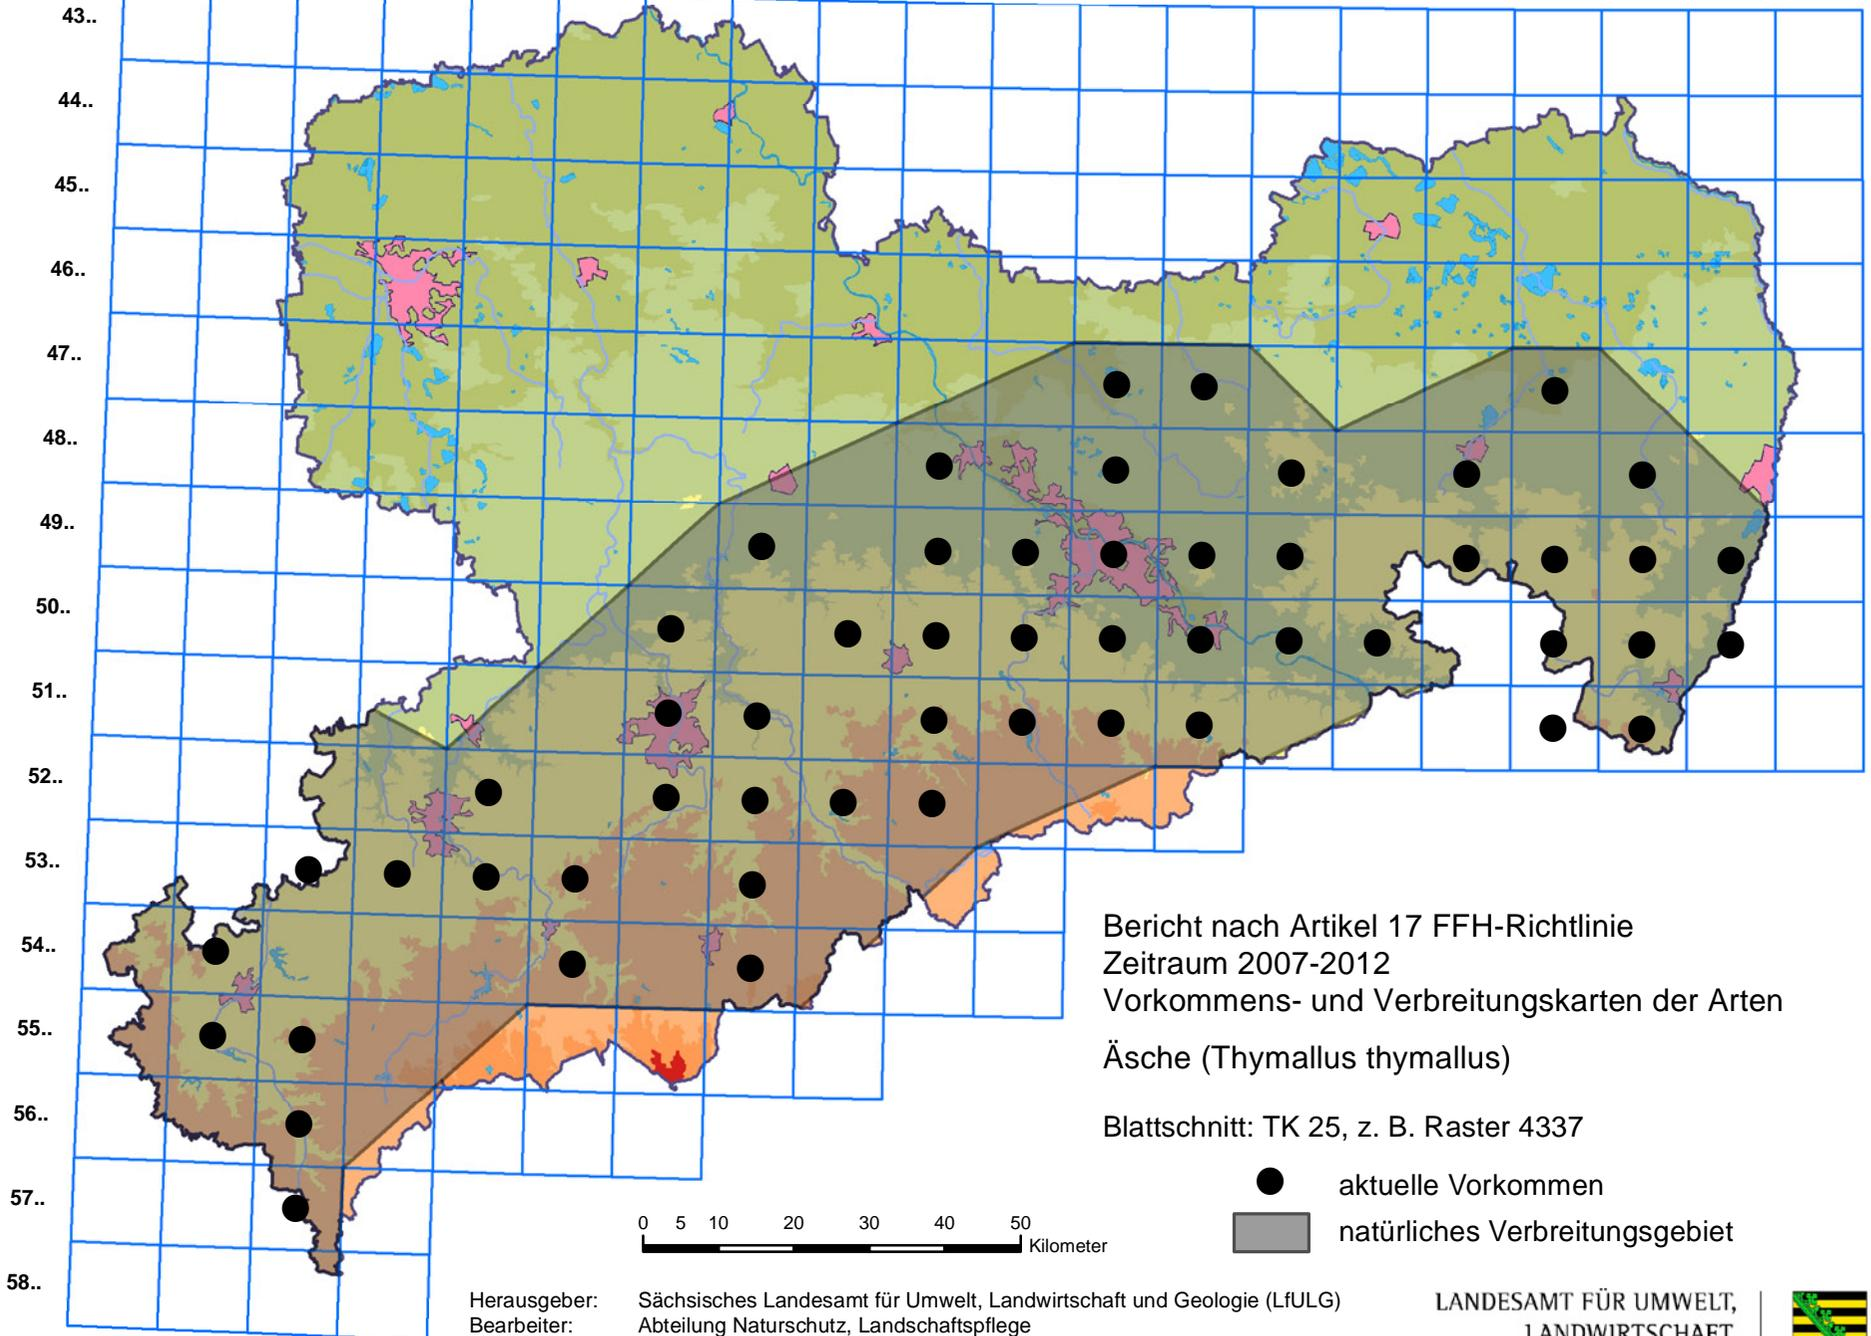 43..
44..
45..
46..
47..
48..
49..
50..
51..
52..
53..
54..
55..
56..
57..
58..
Bericht nach Artikel 17 FFH-Richtlinie
Zeitraum 2007-2012
Vorkommens- und Verbreitungskarten der Arten
Äsche (Thymallus thymallus)
Blattschnitt: TK 25, z. B. Raster 4337
aktuelle Vorkommen
natürliches Verbreitungsgebiet
0 5 10 20 30 40 50
Kilometer
Herausgeber: Sächsisches Landesamt für Umwelt, Landwirtschaft und Geologie (LfULG)
Bearbeiter: Abteilung Naturschutz, Landschaftspflege
LANDESAMT FÜR UMWELT,
LANDWIRTSCHAFT